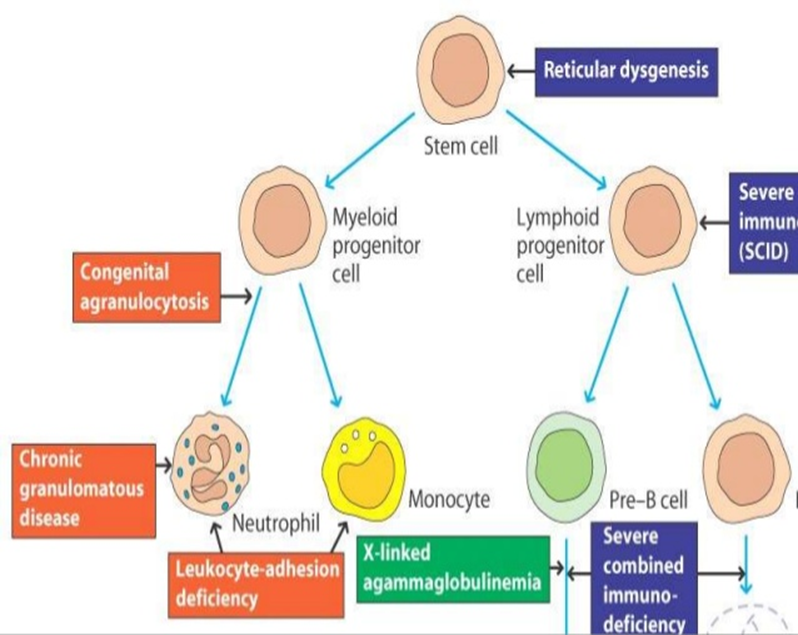 Reticular dysgenesis
Stem cell
Myeloid
progenitor
cell
Lymphoid
progenitor
cell
Severe
(SCID)
Congenital
agranulocytosis
Chronic
granulomatous
disease
Neutrophil
Monocyte
Pre–B cell
Leukocyte-adhesion
deficiency
X-linked
agammaglobulinemia
Severe
combined
immuno-
deficiency